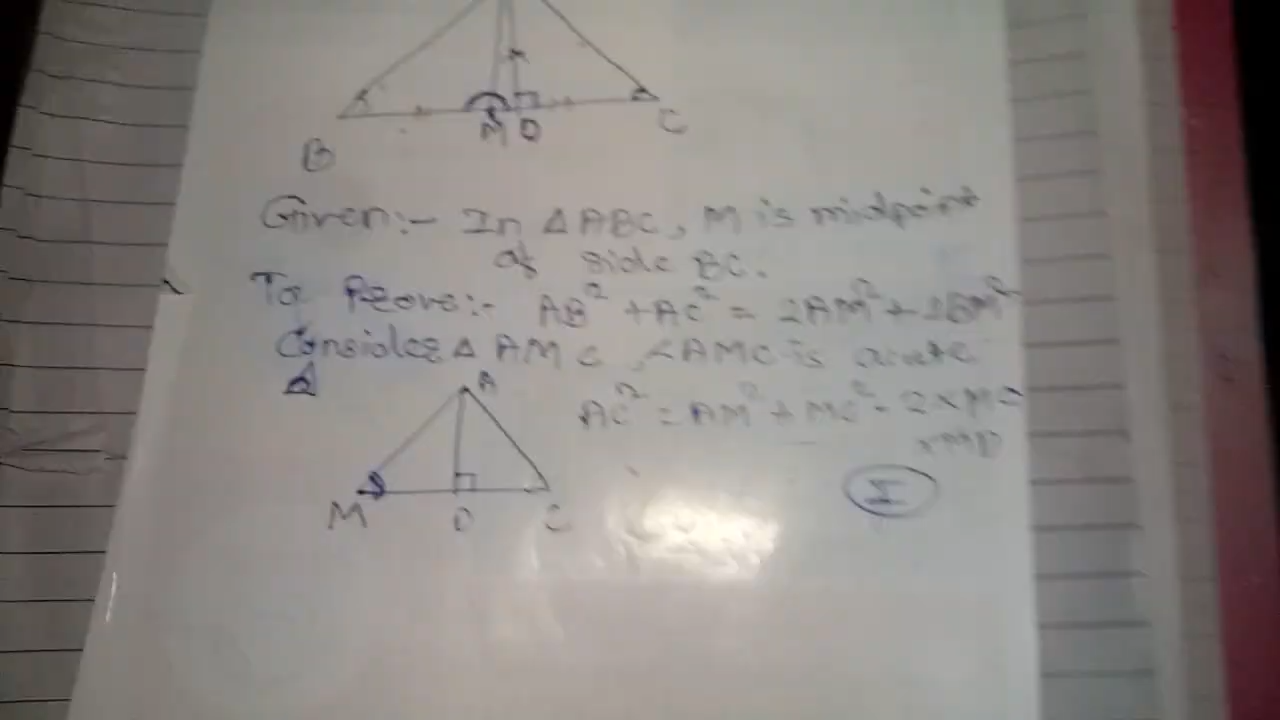 B M D C
Given:- In △ABC, M is midpoint
of side BC.
To Prove:- AB² + AC² = 2AM² + 2BM²
Consider △ AMC, ∠AMC is acute
A
AC² = AM² + MC² - 2×MC
×MD
M D C
I